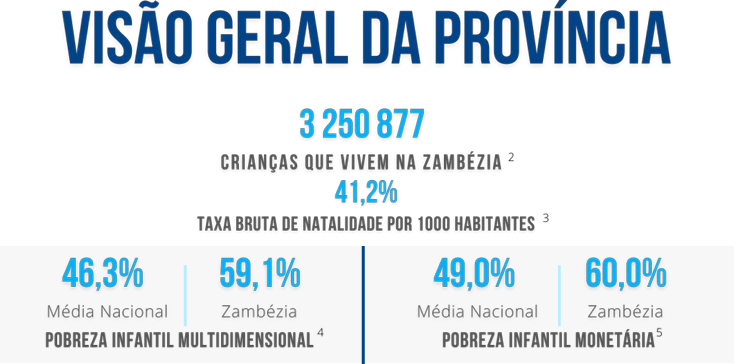 VISÃO GERAL DA PROVÍNCIA
3 250 877
CRIANÇAS QUE VIVEM NA ZAMBÉZIA 2
41,2%
TAXA BRUTA DE NATALIDADE POR 1000 HABITANTES 3
46,3% 59,1%
Média Nacional Zambézia
POBREZA INFANTIL MULTIDIMENSIONAL 4
49,0% 60,0%
Média Nacional Zambézia
POBREZA INFANTIL MONETÁRIA 5